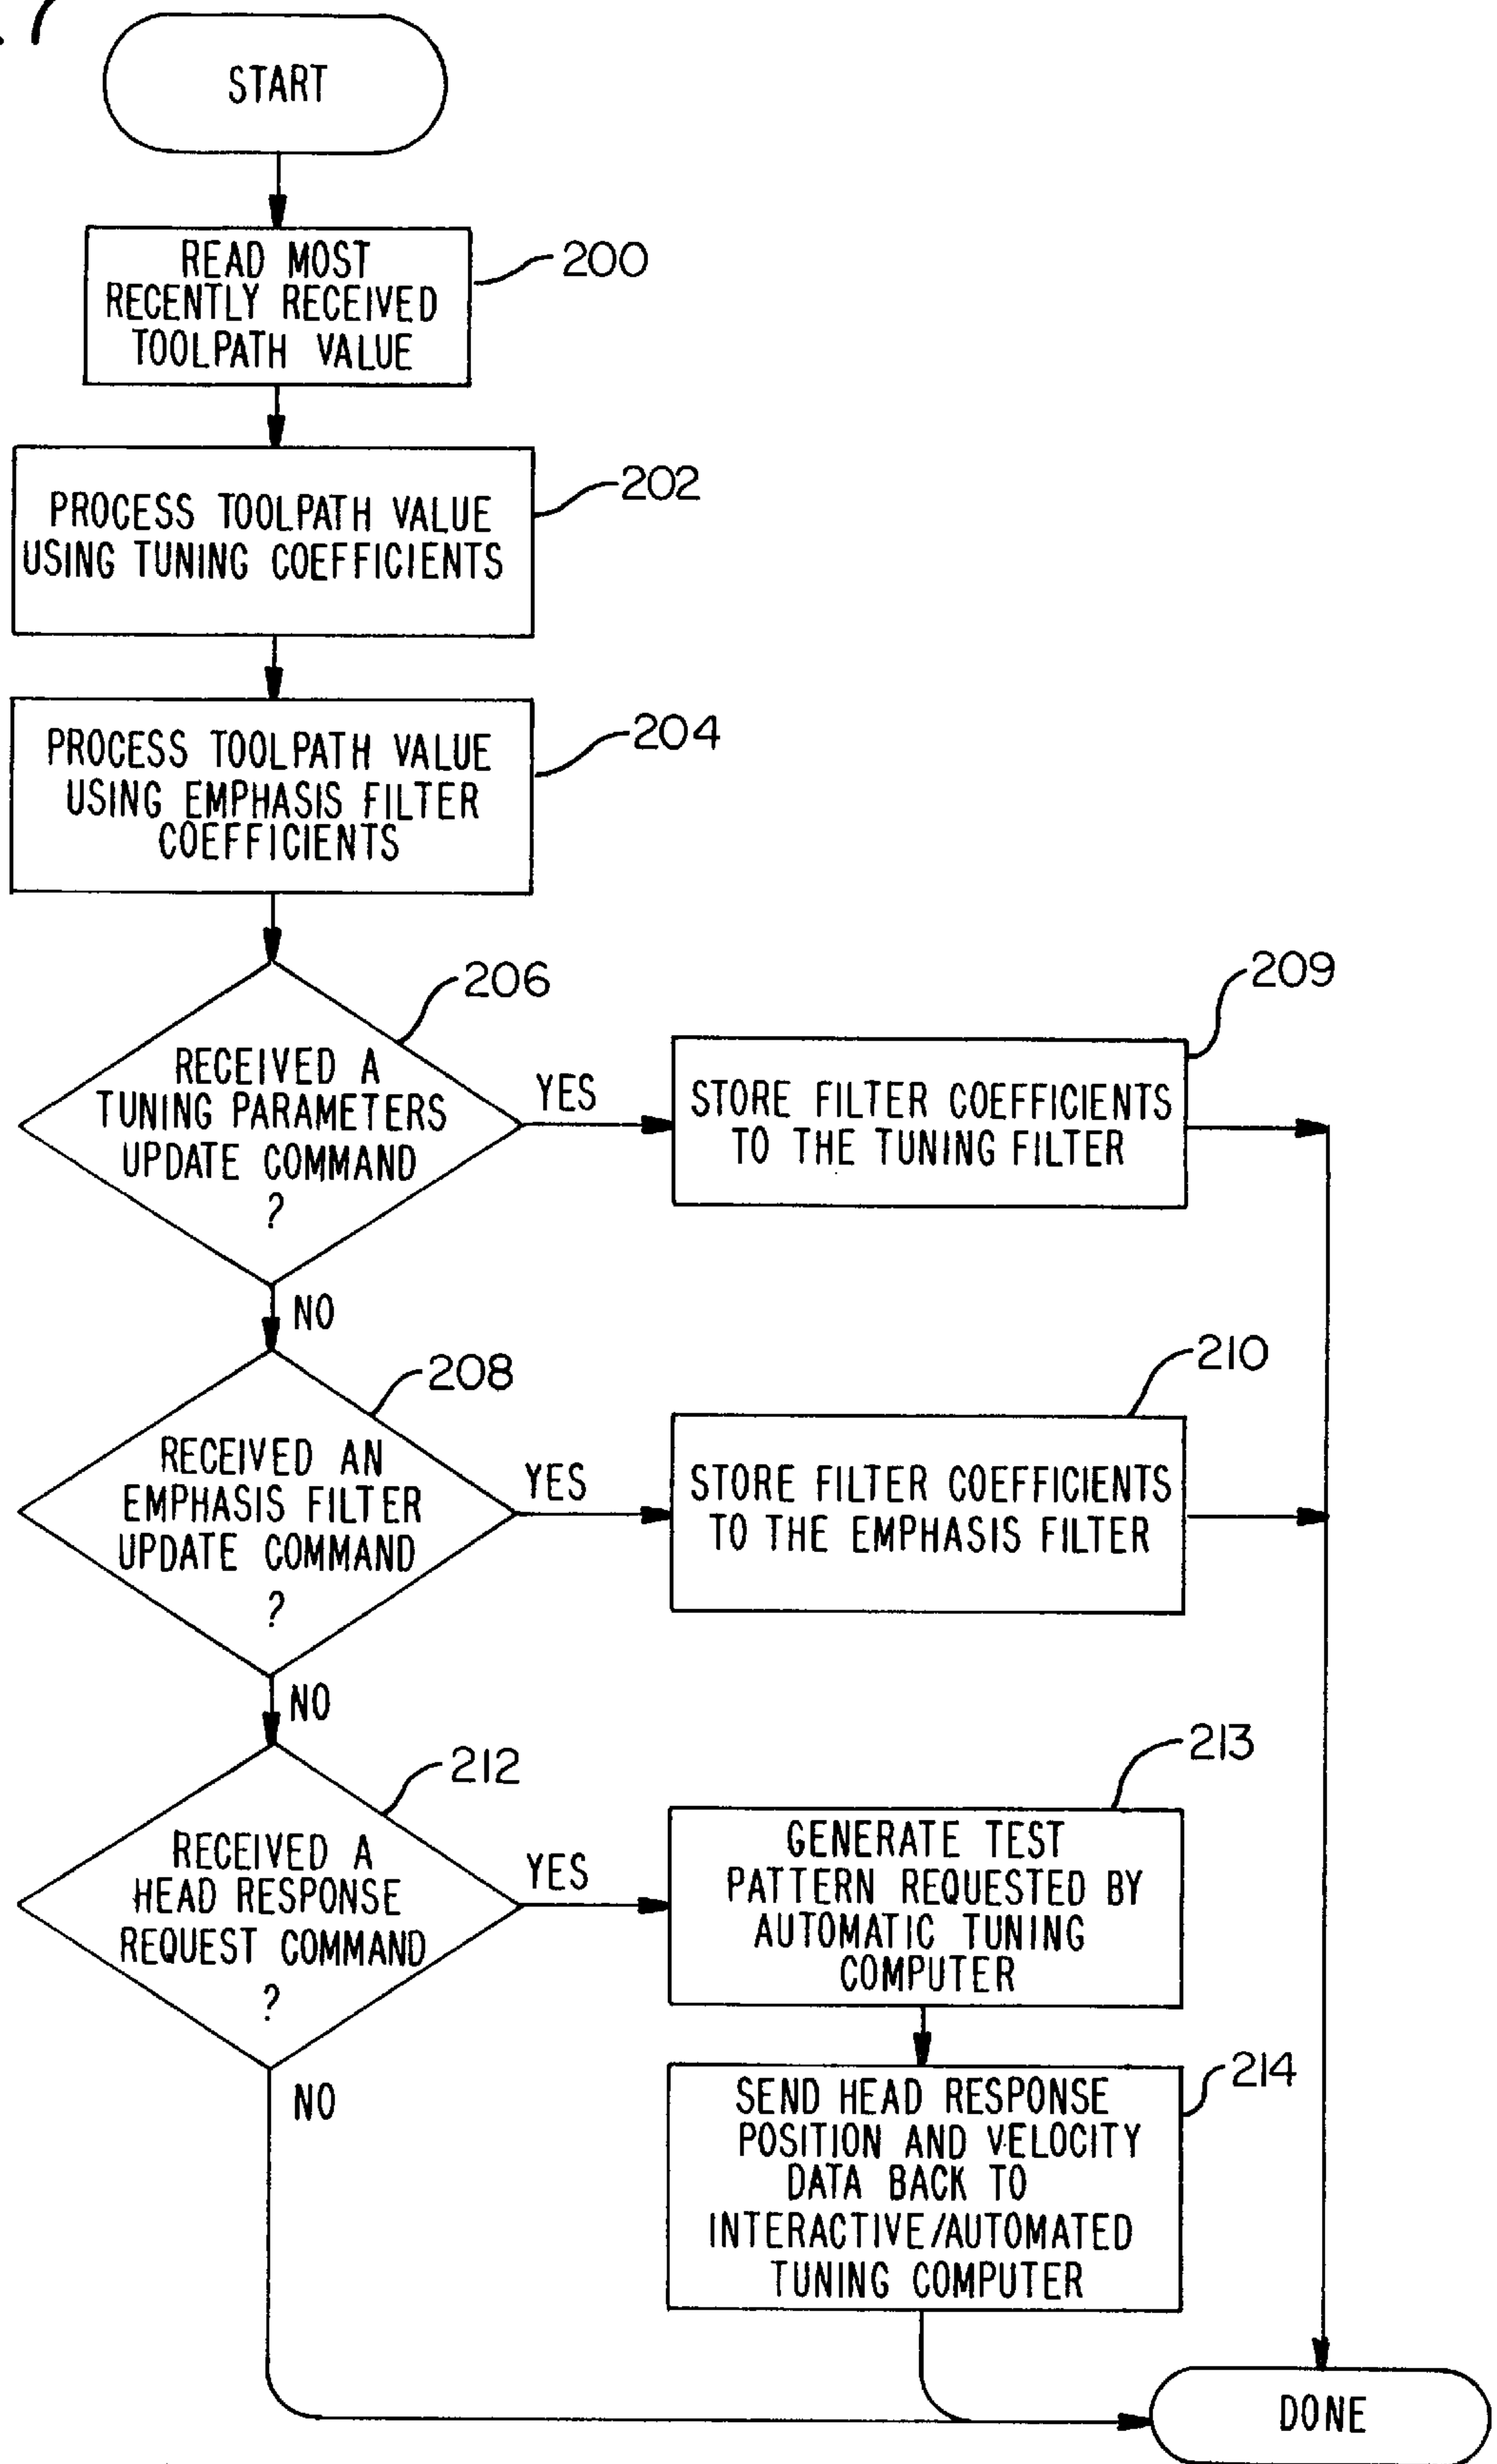 START
READ MOST
RECENTLY RECEIVED
TOOLPATH VALUE
200
PROCESS TOOLPATH VALUE
USING TUNING COEFFICIENTS
202
PROCESS TOOLPATH VALUE
USING EMPHASIS FILTER
COEFFICIENTS
204
RECEIVED A
TUNING PARAMETERS
UPDATE COMMAND
?
206
YES
STORE FILTER COEFFICIENTS
TO THE TUNING FILTER
209
NO
RECEIVED AN
EMPHASIS FILTER
UPDATE COMMAND
?
208
YES
STORE FILTER COEFFICIENTS
TO THE EMPHASIS FILTER
210
NO
RECEIVED A
HEAD RESPONSE
REQUEST COMMAND
?
212
YES
GENERATE TEST
PATTERN REQUESTED BY
AUTOMATIC TUNING
COMPUTER
213
SEND HEAD RESPONSE
POSITION AND VELOCITY
DATA BACK TO
INTERACTIVE/AUTOMATED
TUNING COMPUTER
214
NO
DONE